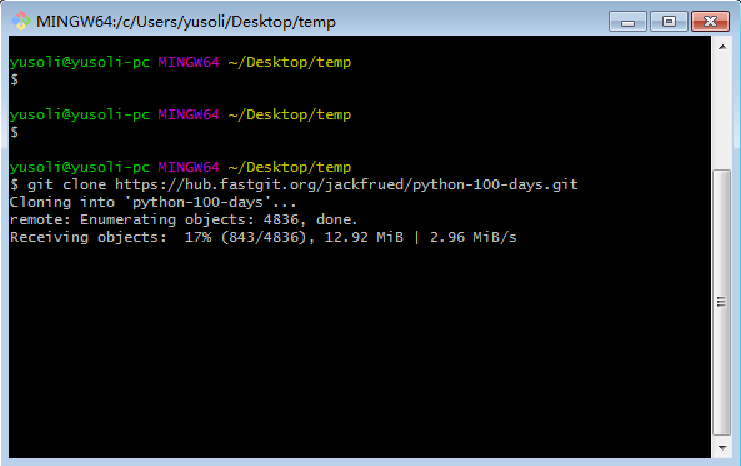 MINGW64:/c/Users/yusoli/Desktop/temp
yusoli@yusoli-pc MINGW64 ~/Desktop/temp
$
yusoli@yusoli-pc MINGW64 ~/Desktop/temp
$
yusoli@yusoli-pc MINGW64 ~/Desktop/temp
$ git clone https://hub.fastgit.org/jackfrued/python-100-days.git
Cloning into 'python-100-days'...
remote: Enumerating objects: 4836, done.
Receiving objects:  17% (843/4836), 12.92 MiB | 2.96 MiB/s